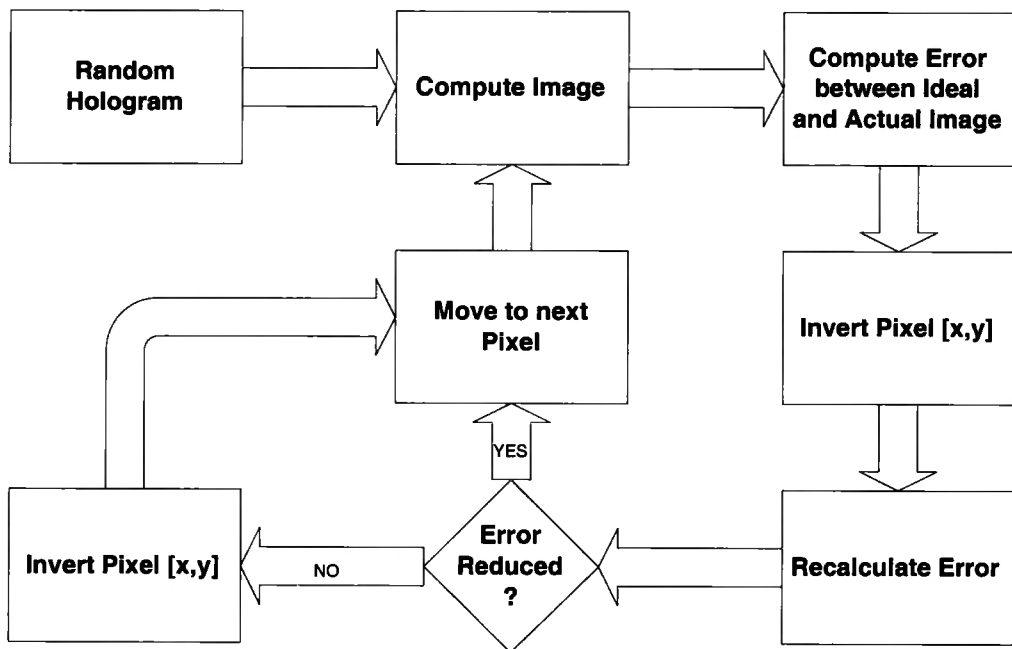 Random
Hologram
Compute Image
Compute Error
between Ideal
and Actual Image
Move to next
Pixel
Invert Pixel [x,y]
YES
Invert Pixel [x,y]
NO
Error
Reduced
?
Recalculate Error